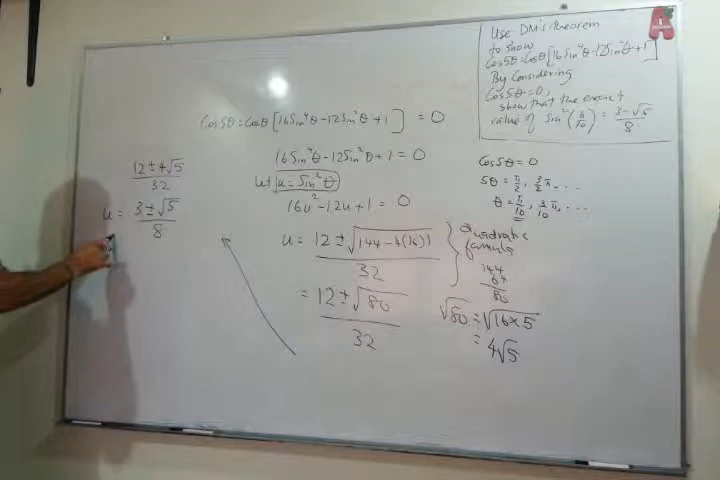 Use DM's theorem
to show
Cos5θ=Cosθ[16Sin⁴θ-12Sin²θ+1]
By Considering
Cos5θ=0,
show that the exact
value of Sin²(π/10) = (3-√5)/8
Cos5θ=Cosθ[16Sin⁴θ-12Sin²θ+1] = 0
16Sin⁴θ-12Sin²θ+1=0
Let u=Sin²θ
16u²-12u+1=0
u = (12±√(144-4(16)1))/32
= (12±√80)/32
Quadratic
formula
144
64
80
√80 = √(16×5)
= 4√5
Cos5θ=0
5θ = π/2, 3/2π, ...
θ = π/10, 3/10π, ...
(12±4√5)/32
u = (3±√5)/8